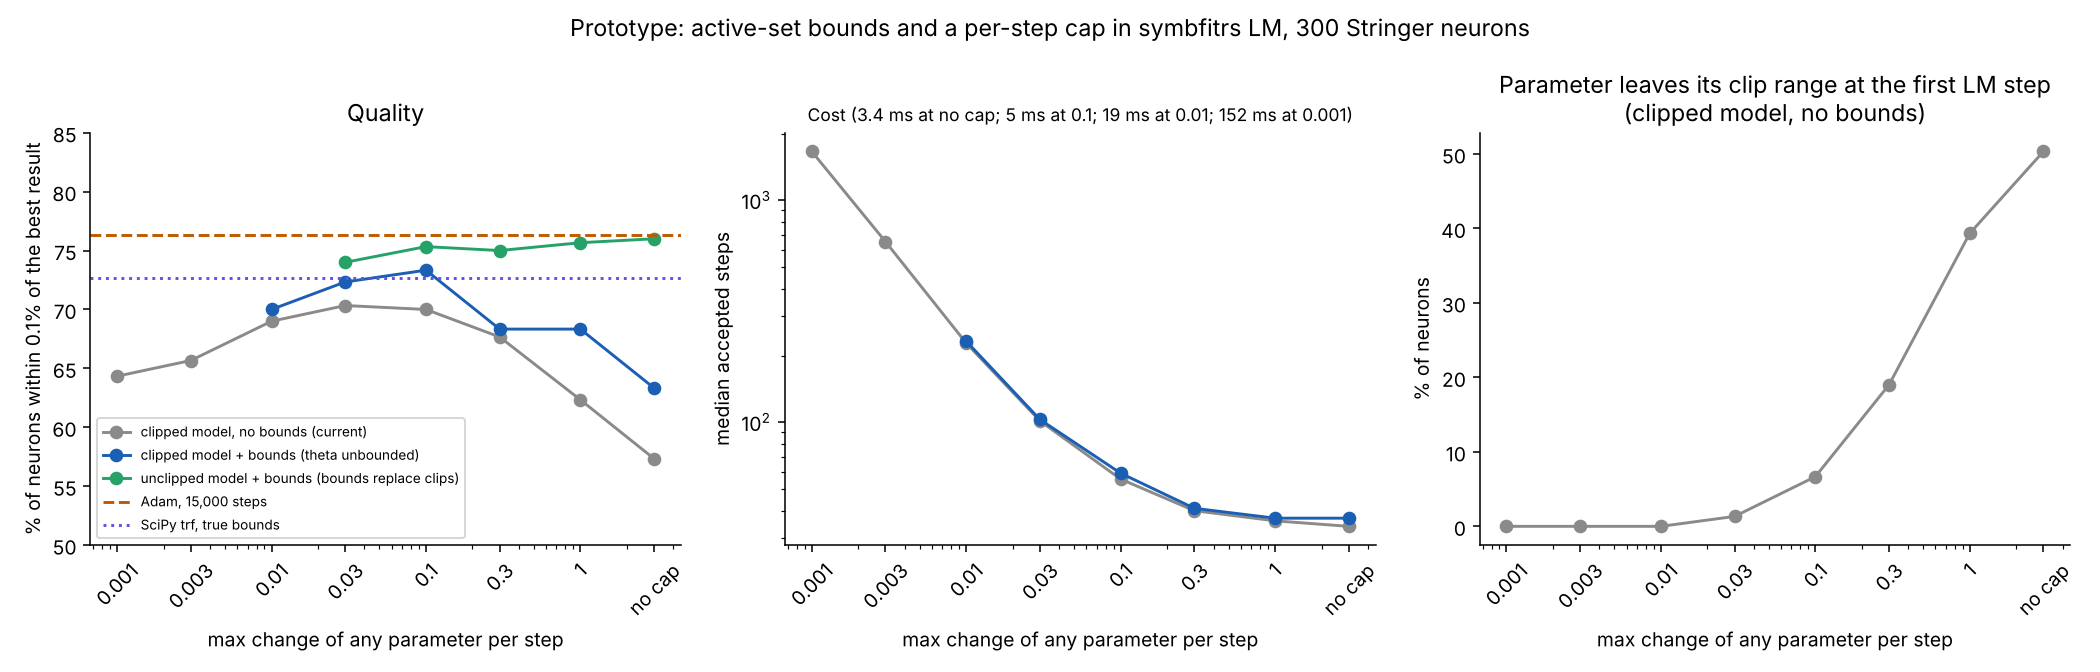 Prototype: active-set bounds and a per-step cap in symbfitrs LM, 300 Stringer neurons
Quality
% of neurons within 0.1% of the best result
85
80
75
70
65
60
55
50
clipped model, no bounds (current)
clipped model + bounds (theta unbounded)
unclipped model + bounds (bounds replace clips)
Adam, 15,000 steps
SciPy trf, true bounds
0.001
0.003
0.01
0.03
0.1
0.3
1
no cap
max change of any parameter per step
Cost (3.4 ms at no cap; 5 ms at 0.1; 19 ms at 0.01; 152 ms at 0.001)
median accepted steps
10³
10²
0.001
0.003
0.01
0.03
0.1
0.3
1
no cap
max change of any parameter per step
Parameter leaves its clip range at the first LM step
(clipped model, no bounds)
% of neurons
50
40
30
20
10
0
0.001
0.003
0.01
0.03
0.1
0.3
1
no cap
max change of any parameter per step